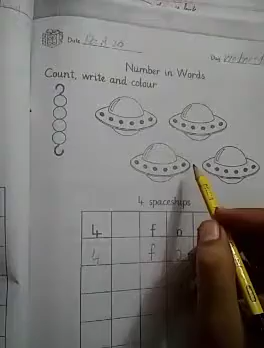 Date
Day
Number in Words
Count, write and colour
4 spaceships
4 f o
4 f